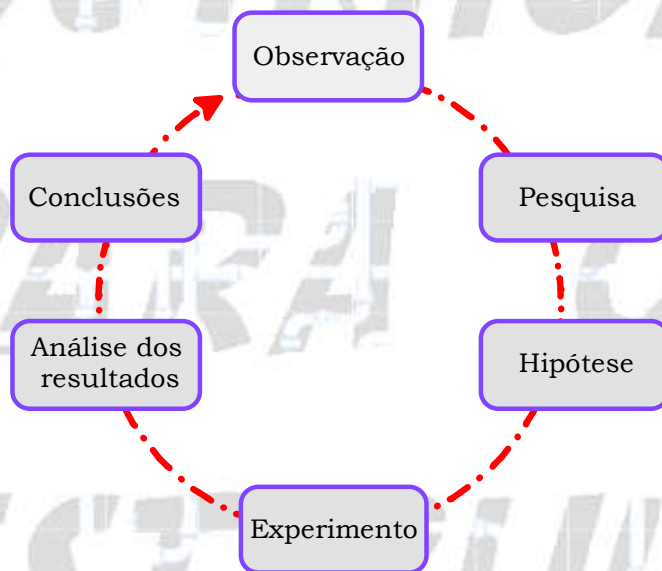 Observação
Pesquisa
Hipótese
Experimento
Análise dos
resultados
Conclusões